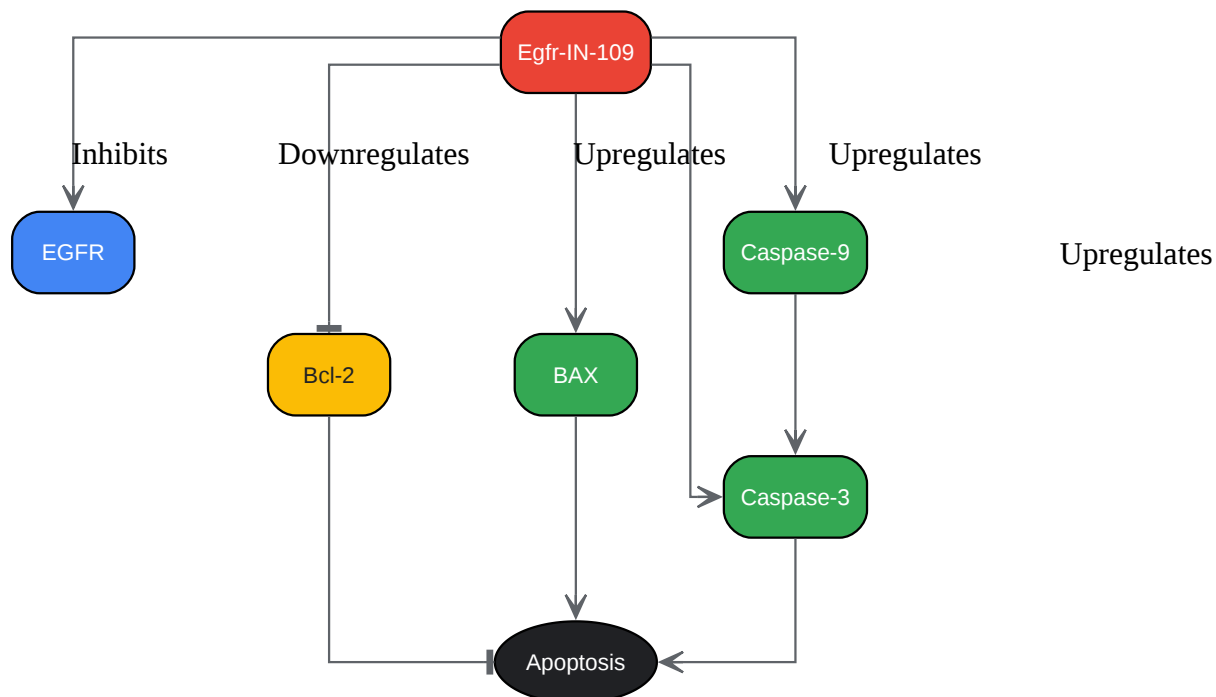 Egfr-IN-109
Inhibits
Downregulates
Upregulates
Upregulates
EGFR
Caspase-9
Upregulates
Bcl-2
BAX
Caspase-3
Apoptosis